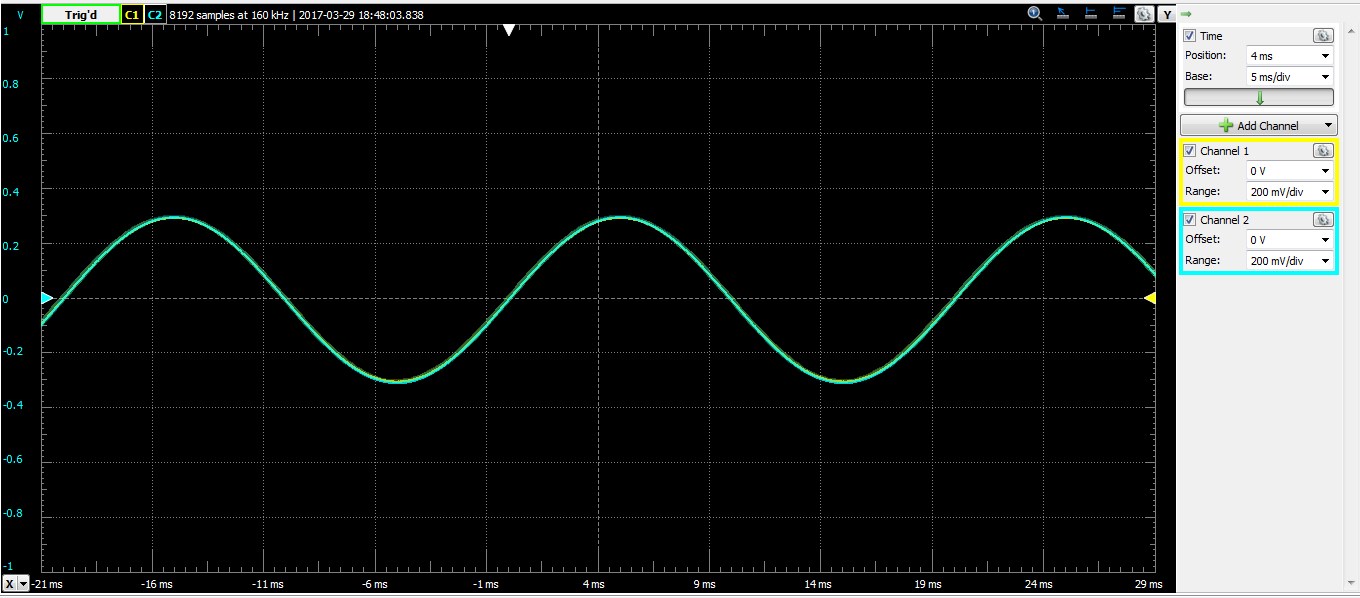 V Trig'd C1 C2 8192 samples at 160 kHz | 2017-03-29 18:48:03.838 Y
1
0.8
0.6
0.4
0.2
0
-0.2
-0.4
-0.6
-0.8
-1
X -21 ms -16 ms -11 ms -6 ms -1 ms 4 ms 9 ms 14 ms 19 ms 24 ms 29 ms
Time
Position: 4 ms
Base: 5 ms/div
Add Channel
Channel 1
Offset: 0 V
Range: 200 mV/div
Channel 2
Offset: 0 V
Range: 200 mV/div